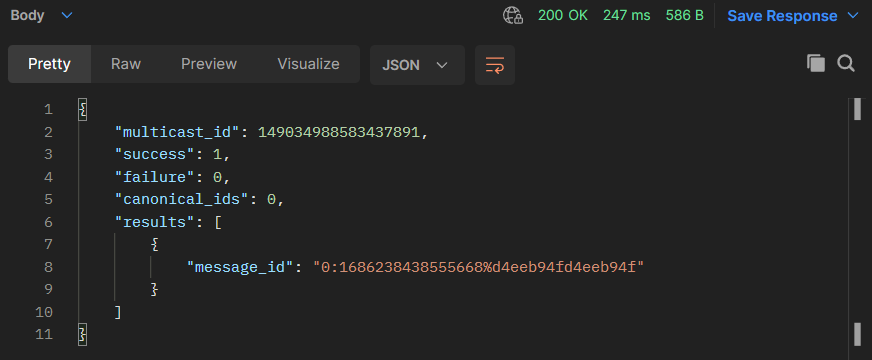 Body 200 OK 247 ms 586 B Save Response
Pretty Raw Preview Visualize JSON
1 {
2 "multicast_id": 149034988583437891,
3 "success": 1,
4 "failure": 0,
5 "canonical_ids": 0,
6 "results": [
7 {
8 "message_id": "0:1686238438555668%d4eeb94fd4eeb94f"
9 }
10 ]
11 }